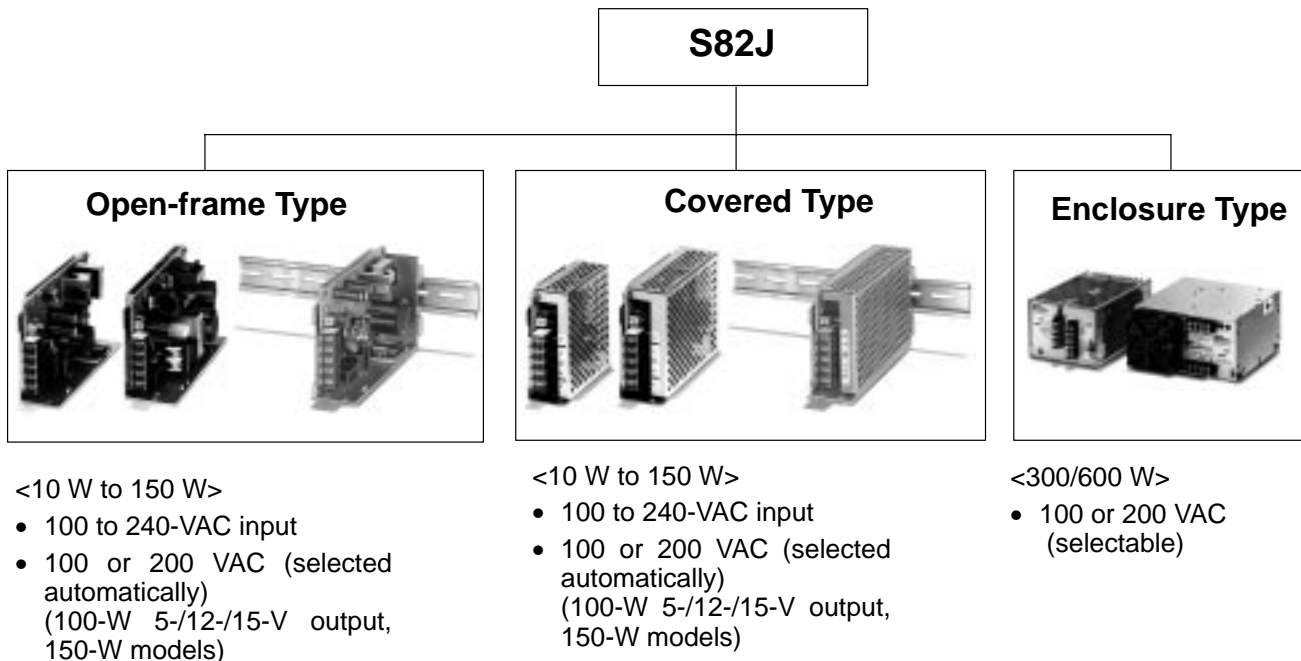 S82J
Open-frame Type
Covered Type
Enclosure Type
<10 W to 150 W>
• 100 to 240-VAC input
• 100 or 200 VAC (selected
automatically)
(100-W 5-/12-/15-V output,
150-W models)
<10 W to 150 W>
• 100 to 240-VAC input
• 100 or 200 VAC (selected
automatically)
(100-W 5-/12-/15-V output,
150-W models)
<300/600 W>
• 100 or 200 VAC
(selectable)